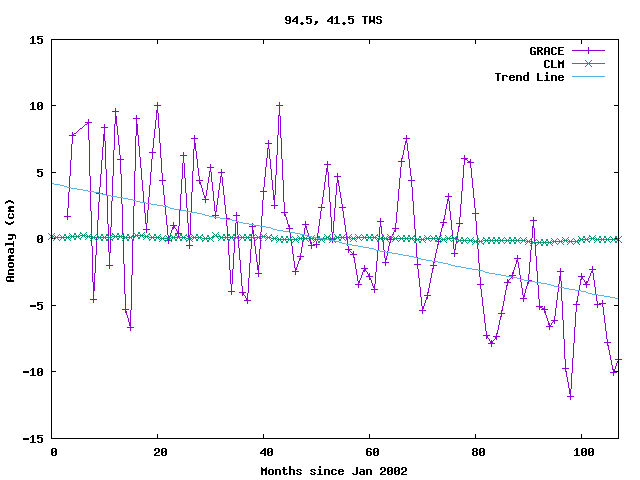 94.5, 41.5 TWS
GRACE
CLM
Trend Line
15
10
5
0
-5
-10
-15
Anomaly (cm)
0 20 40 60 80 100
Months since Jan 2002